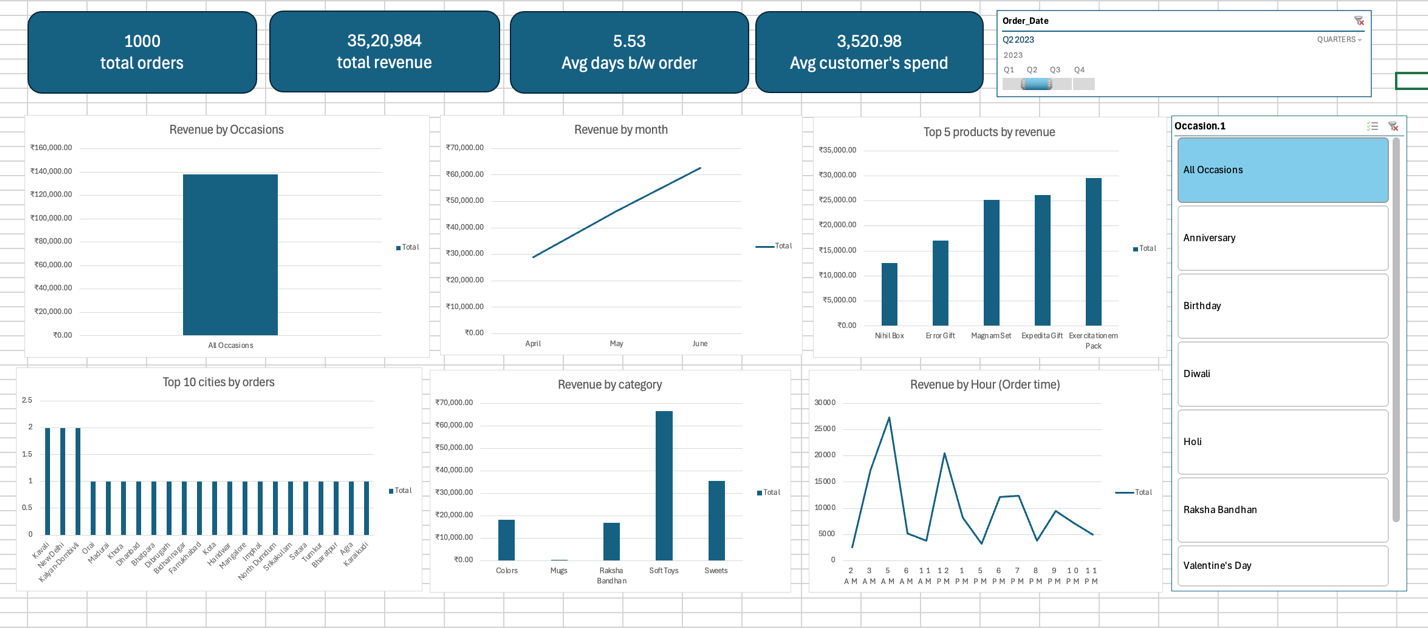 1000
total orders
35,20,984
total revenue
5.53
Avg days b/w order
3,520.98
Avg customer's spend
Order_Date
Q2 2023
QUARTERS
2023
Q1 Q2 Q3 Q4
Revenue by Occasions
₹160,000.00
₹140,000.00
₹120,000.00
₹100,000.00
₹80,000.00
₹60,000.00
₹40,000.00
₹20,000.00
₹0.00
All Occasions
Total
Revenue by month
₹70,000.00
₹60,000.00
₹50,000.00
₹40,000.00
₹30,000.00
₹20,000.00
₹10,000.00
₹0.00
April May June
Total
Top 5 products by revenue
₹35,000.00
₹30,000.00
₹25,000.00
₹20,000.00
₹15,000.00
₹10,000.00
₹5,000.00
₹0.00
Nihil Box
Error Gift
Magnam Set
Expedita Gift
Exercitationem
Pack
Total
Occasion.1
All Occasions
Anniversary
Birthday
Diwali
Holi
Raksha Bandhan
Valentine's Day
Top 10 cities by orders
2.5
2
1.5
1
0.5
0
Kavali
New Delhi
Kalyan-Dombivli
Orai
Madurai
Khora
Dhanbad
Bhatpara
Dibrugarh
Bidhannagar
Farrukhabad
Kota
Haridwar
Mangalore
Imphal
North Dumdum
Srikakulam
Satara
Tumkur
Bharatpur
Agra
Karaikudi
Total
Revenue by category
₹70,000.00
₹60,000.00
₹50,000.00
₹40,000.00
₹30,000.00
₹20,000.00
₹10,000.00
₹0.00
Colors
Mugs
Raksha
Bandhan
Soft Toys
Sweets
Total
Revenue by Hour (Order time)
30000
25000
20000
15000
10000
5000
0
2 3 5 6 11 12 1 5 6 7 8 9 10 11
AM AM AM AM AM PM PM PM PM PM PM PM PM PM
Total